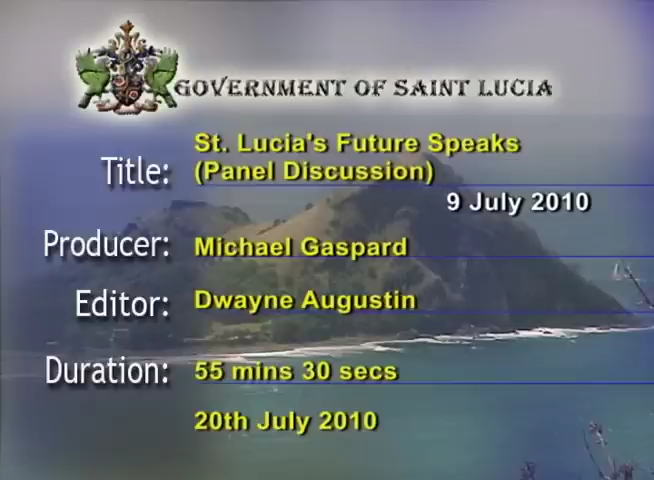 GOVERNMENT OF SAINT LUCIA
Title: St. Lucia's Future Speaks
(Panel Discussion)
9 July 2010
Producer: Michael Gaspard
Editor: Dwayne Augustin
Duration: 55 mins 30 secs
20th July 2010